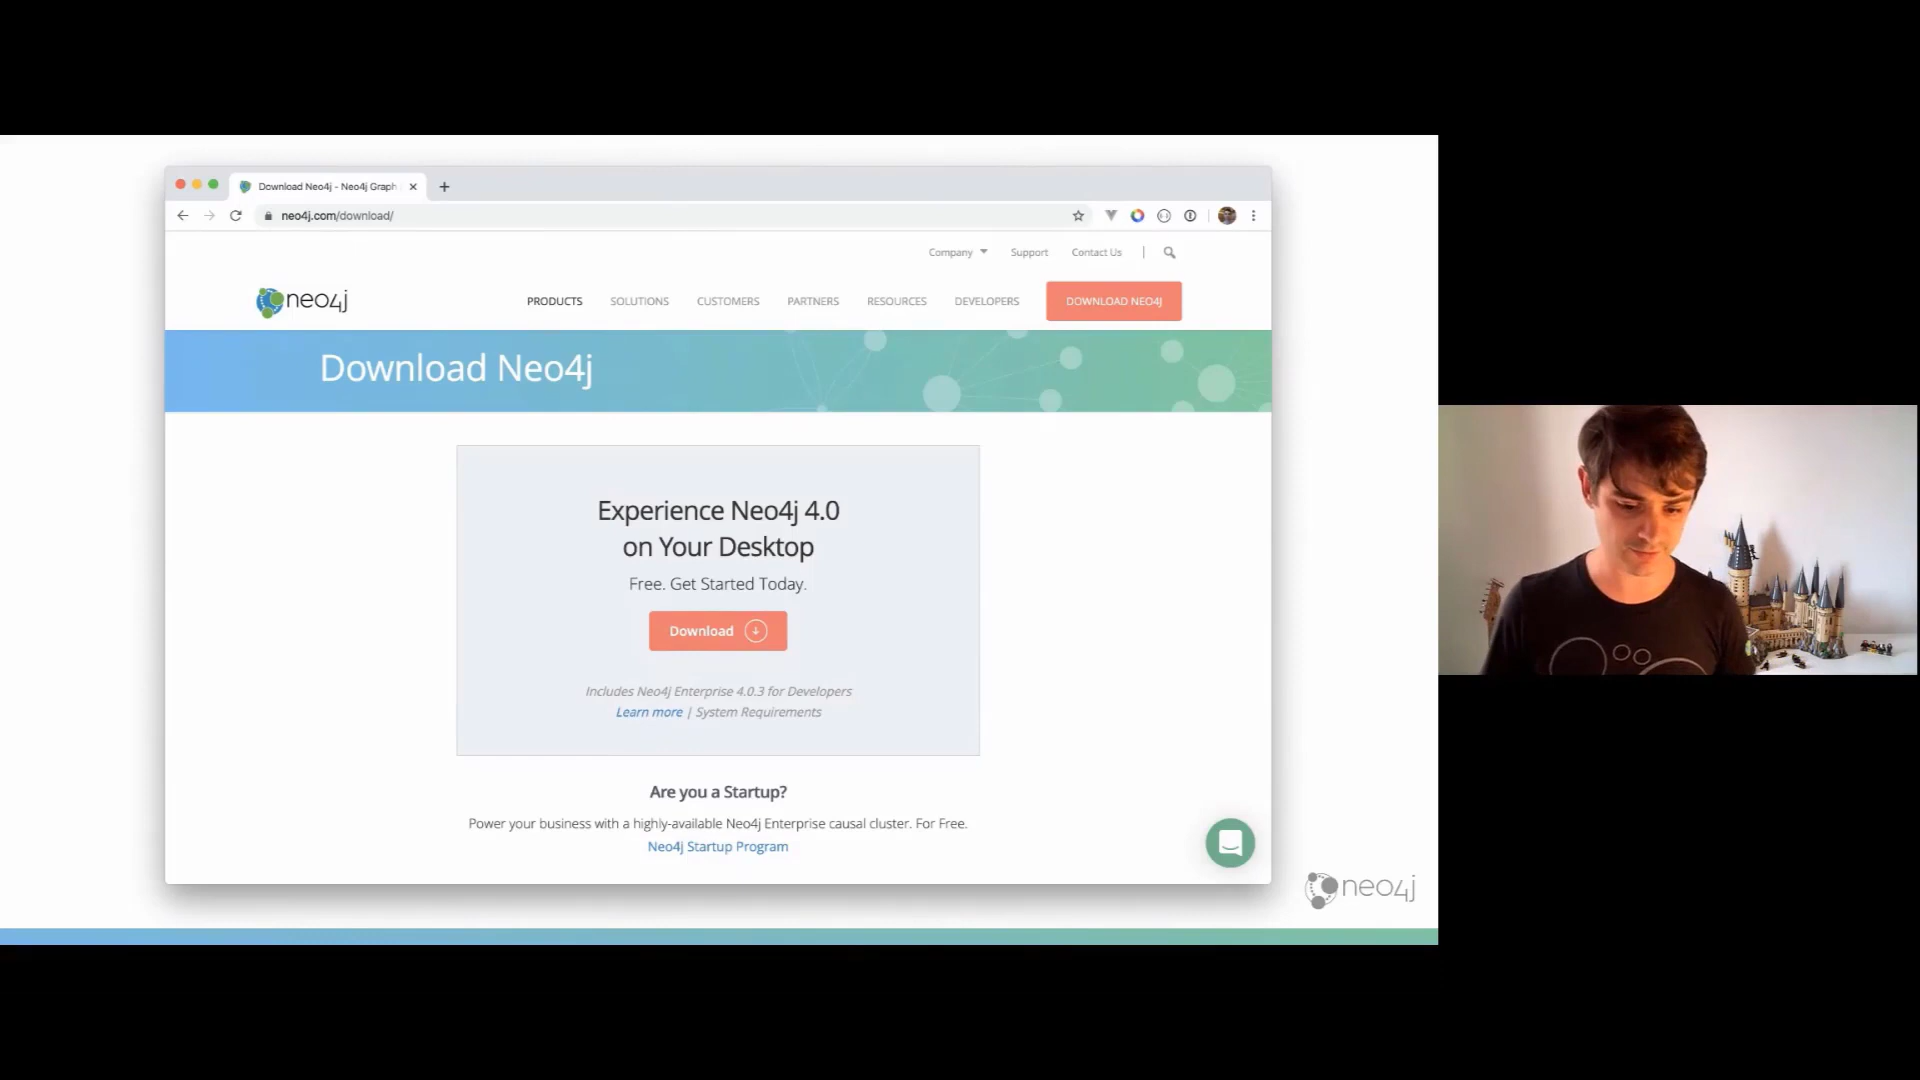 Download Neo4j - Neo4j Graph
neo4j.com/download/
Company Support Contact Us |
neo4j PRODUCTS SOLUTIONS CUSTOMERS PARTNERS RESOURCES DEVELOPERS DOWNLOAD NEO4J
Download Neo4j
Experience Neo4j 4.0
on Your Desktop
Free. Get Started Today.
Download
Includes Neo4j Enterprise 4.0.3 for Developers
Learn more | System Requirements
Are you a Startup?
Power your business with a highly-available Neo4j Enterprise causal cluster. For Free.
Neo4j Startup Program
neo4j